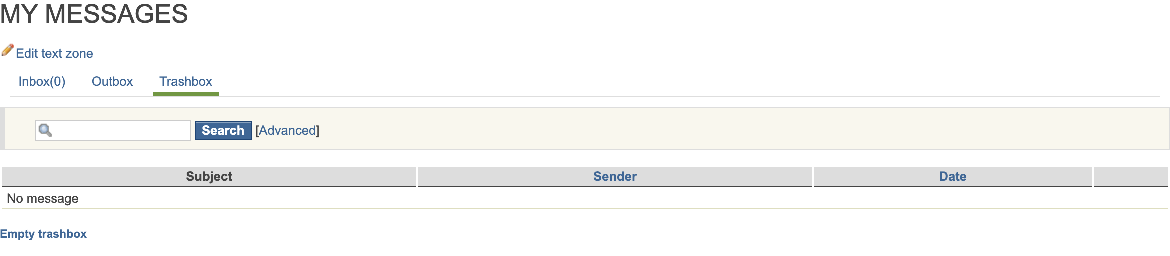 MY MESSAGES
Edit text zone
Inbox(0) Outbox Trashbox
Search [Advanced]
Subject Sender Date
No message
Empty trashbox